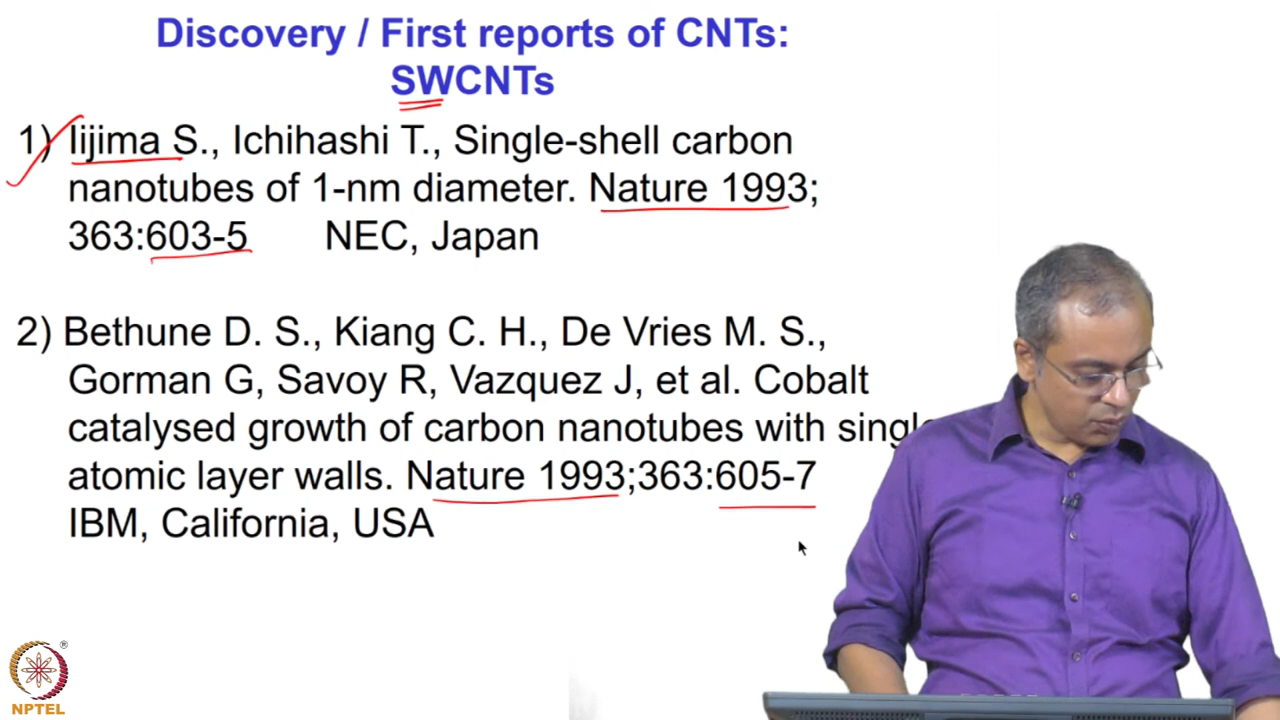 Discovery / First reports of CNTs:
SWCNTs
1) Iijima S., Ichihashi T., Single-shell carbon
nanotubes of 1-nm diameter. Nature 1993;
363:603-5 NEC, Japan
2) Bethune D. S., Kiang C. H., De Vries M. S.,
Gorman G, Savoy R, Vazquez J, et al. Cobalt
catalysed growth of carbon nanotubes with
atomic layer walls. Nature 1993;363:605-7
IBM, California, USA
NPTEL